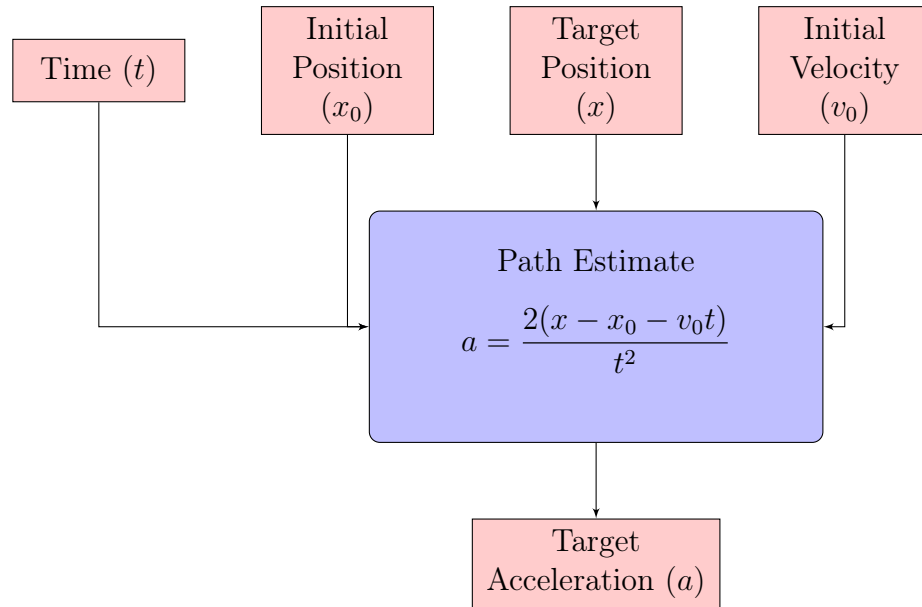 Time (t)
Initial
Position
(x₀)
Target
Position
(x)
Initial
Velocity
(v₀)
Path Estimate
a = 2(x − x₀ − v₀t) / t²
Target
Acceleration (a)